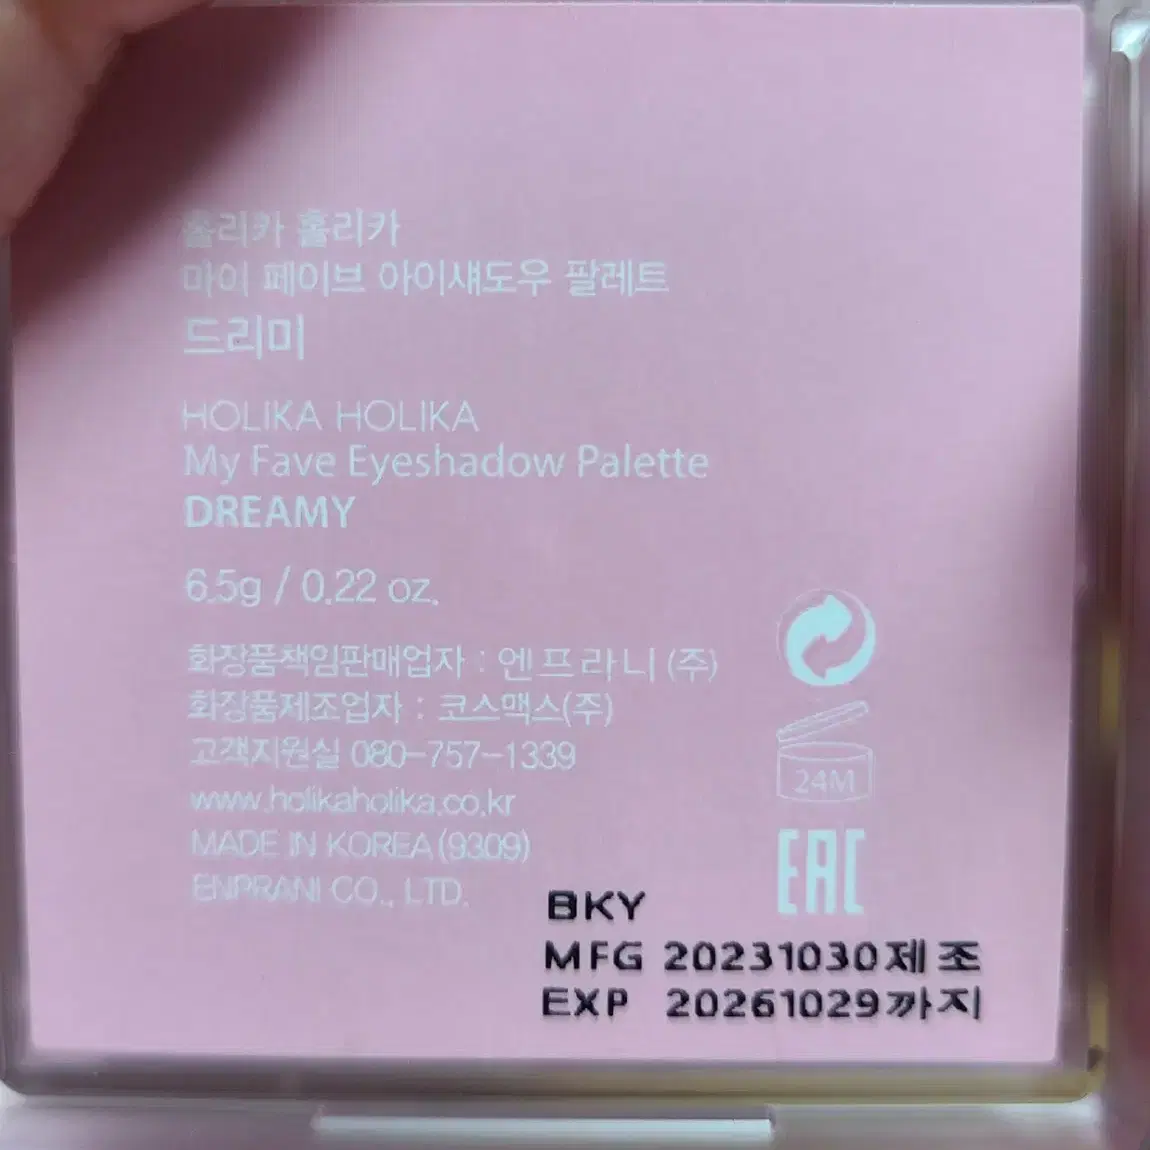 홀리카 홀리카
마이 페이브 아이섀도우 팔레트
드리미
HOLIKA HOLIKA
My Fave Eyeshadow Palette
DREAMY
6.5g / 0.22 oz.
화장품책임판매업자 : 엔프라니 (주)
화장품제조업자 : 코스맥스(주)
고객지원실 080-757-1339
www.holikaholika.co.kr
MADE IN KOREA (9309)
ENPRANI CO., LTD.
24M
EAC
BKY
MFG 20231030제조
EXP 20261029까지